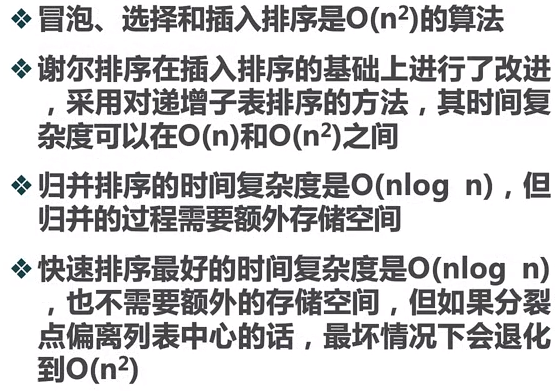 ❖冒泡、选择和插入排序是O(n²)的算法
❖谢尔排序在插入排序的基础上进行了改进
，采用对递增子表排序的方法，其时间复
杂度可以在O(n)和O(n²)之间
❖归并排序的时间复杂度是O(nlog n)，但
归并的过程需要额外存储空间
❖快速排序最好的时间复杂度是O(nlog n)
，也不需要额外的存储空间，但如果分裂
点偏离列表中心的话，最坏情况下会退化
到O(n²)